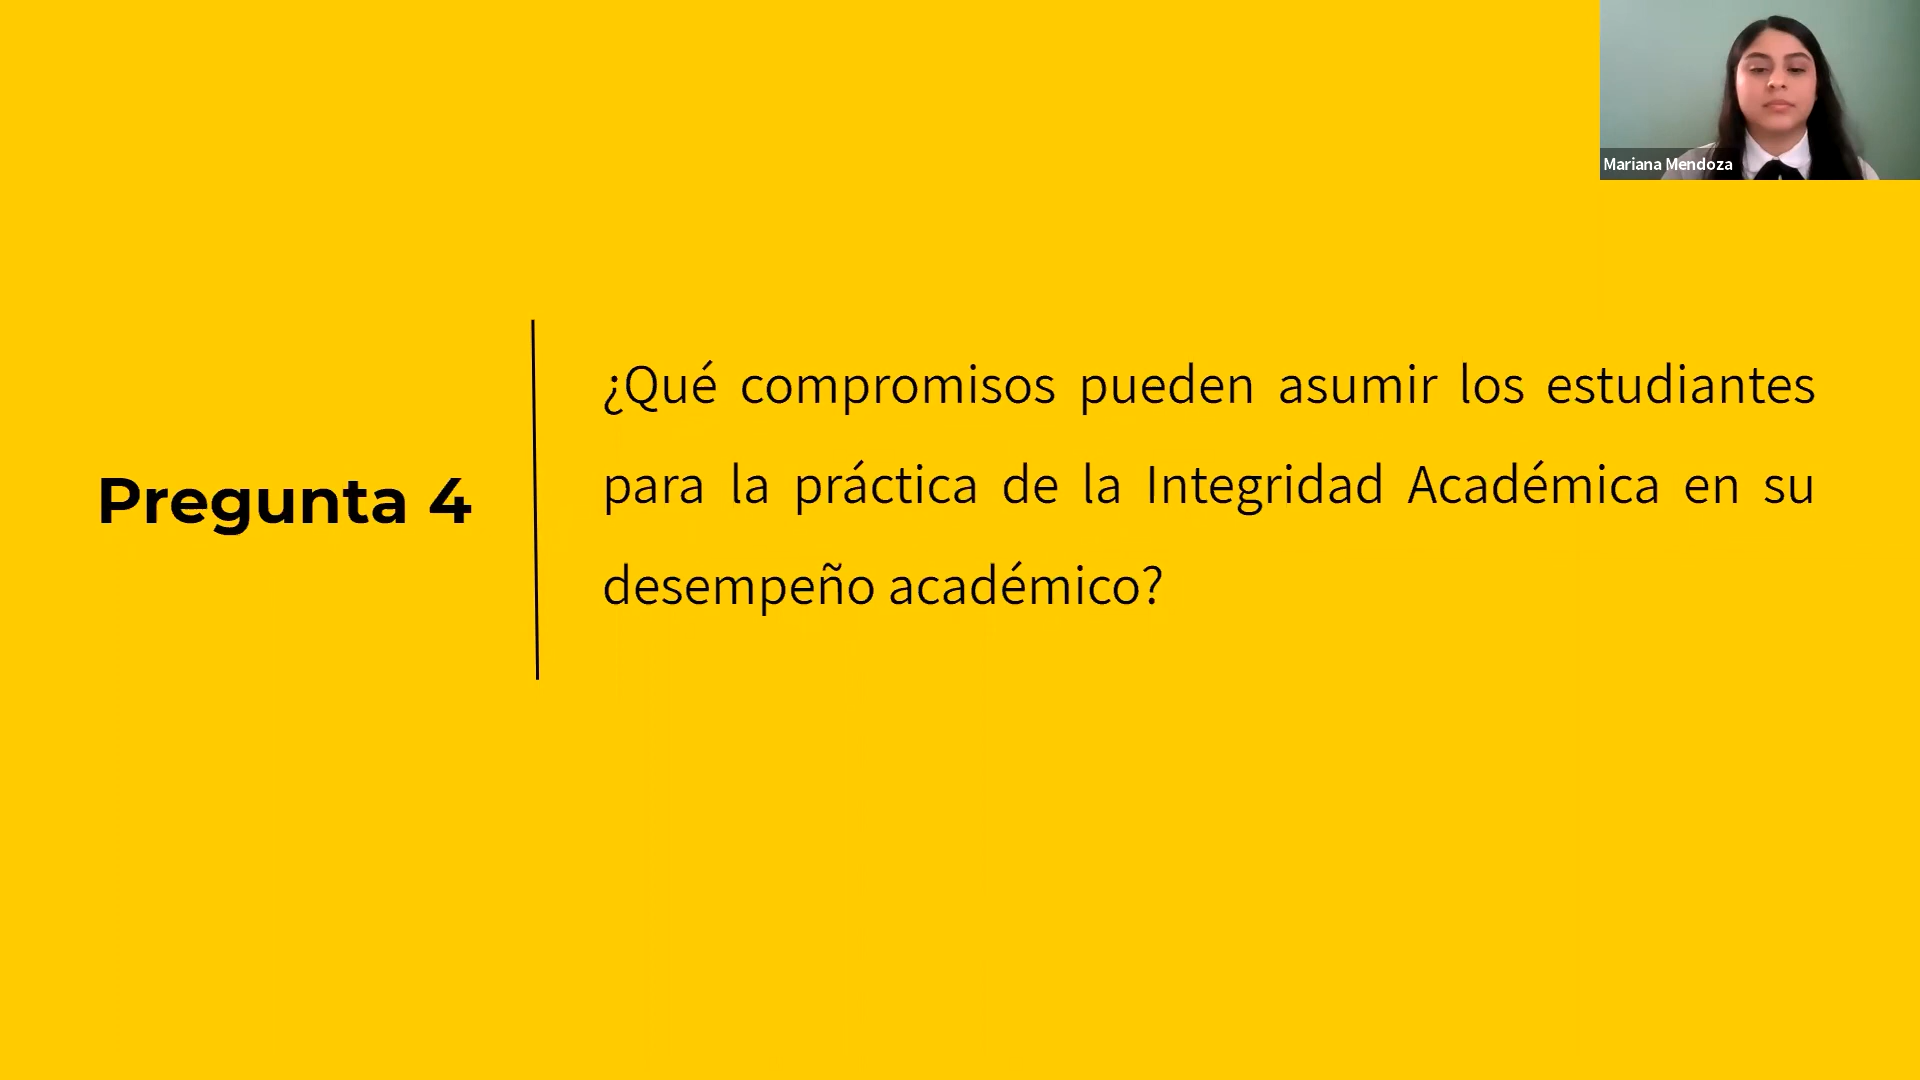 Mariana Mendoza
Pregunta 4
¿Qué compromisos pueden asumir los estudiantes
para la práctica de la Integridad Académica en su
desempeño académico?